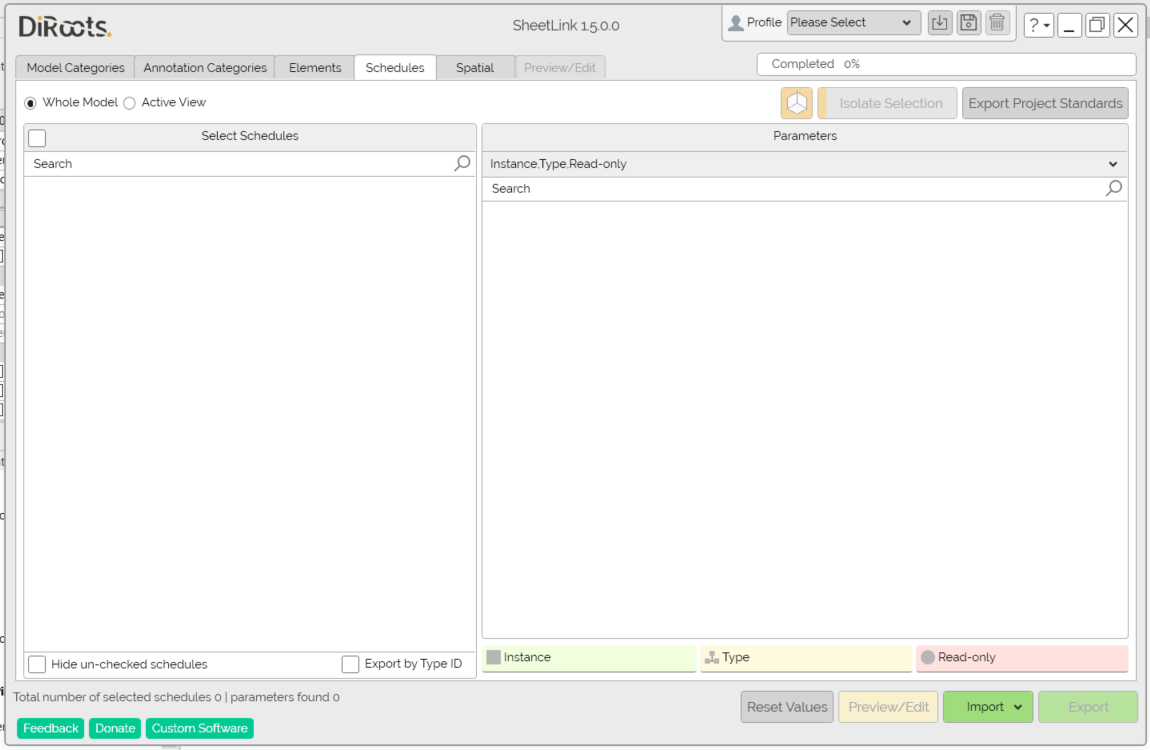 DiRoots.
SheetLink 1.5.0.0
Profile
Please Select
?
Model Categories
Annotation Categories
Elements
Schedules
Spatial
Preview/Edit
Completed 0%
Whole Model
Active View
Isolate Selection
Export Project Standards
Select Schedules
Search
Parameters
Instance,Type,Read-only
Search
Hide un-checked schedules
Export by Type ID
Instance
Type
Read-only
Total number of selected schedules 0 | parameters found 0
Reset Values
Preview/Edit
Import
Export
Feedback
Donate
Custom Software